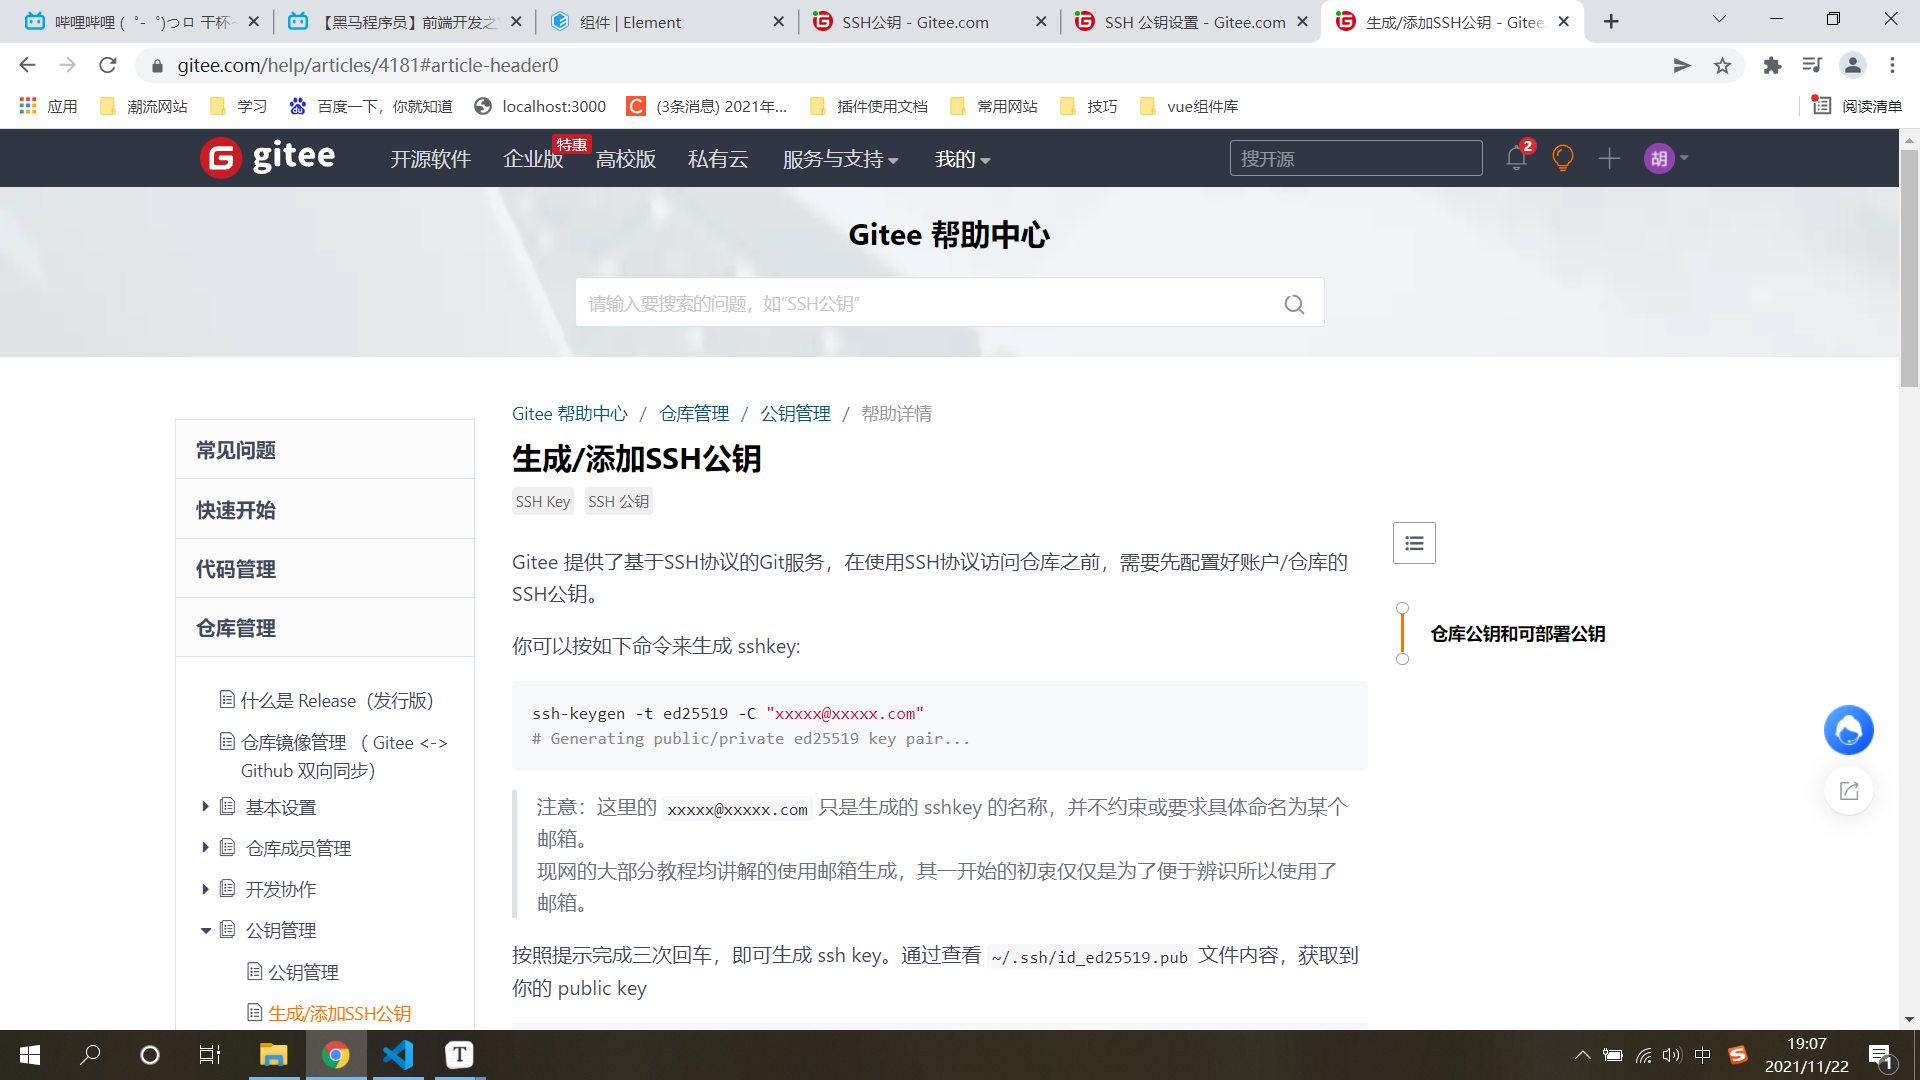 哔哩哔哩 (゜-゜)つロ 干杯~
【黑马程序员】前端开发之
组件 | Element
SSH公钥 - Gitee.com
SSH 公钥设置 - Gitee.com
生成/添加SSH公钥 - Gitee.
gitee.com/help/articles/4181#article-header0
应用
潮流网站
学习
百度一下，你就知道
localhost:3000
(3条消息) 2021年...
插件使用文档
常用网站
技巧
vue组件库
阅读清单
gitee
开源软件
企业版
特惠
高校版
私有云
服务与支持
我的
搜开源
2
胡
Gitee 帮助中心
请输入要搜索的问题，如“SSH公钥”
常见问题
快速开始
代码管理
仓库管理
什么是 Release（发行版）
仓库镜像管理 （ Gitee <->
Github 双向同步）
基本设置
仓库成员管理
开发协作
公钥管理
公钥管理
生成/添加SSH公钥
Gitee 帮助中心 / 仓库管理 / 公钥管理 / 帮助详情
生成/添加SSH公钥
SSH Key
SSH 公钥
Gitee 提供了基于SSH协议的Git服务，在使用SSH协议访问仓库之前，需要先配置好账户/仓库的
SSH公钥。
你可以按如下命令来生成 sshkey:
ssh-keygen -t ed25519 -C "xxxxx@xxxxx.com"
# Generating public/private ed25519 key pair...
注意：这里的 xxxxx@xxxxx.com 只是生成的 sshkey 的名称，并不约束或要求具体命名为某个
邮箱。
现网的大部分教程均讲解的使用邮箱生成，其一开始的初衷仅仅是为了便于辨识所以使用了
邮箱。
按照提示完成三次回车，即可生成 ssh key。通过查看 ~/.ssh/id_ed25519.pub 文件内容，获取到
你的 public key
仓库公钥和可部署公钥
T
中
19:07
2021/11/22
1